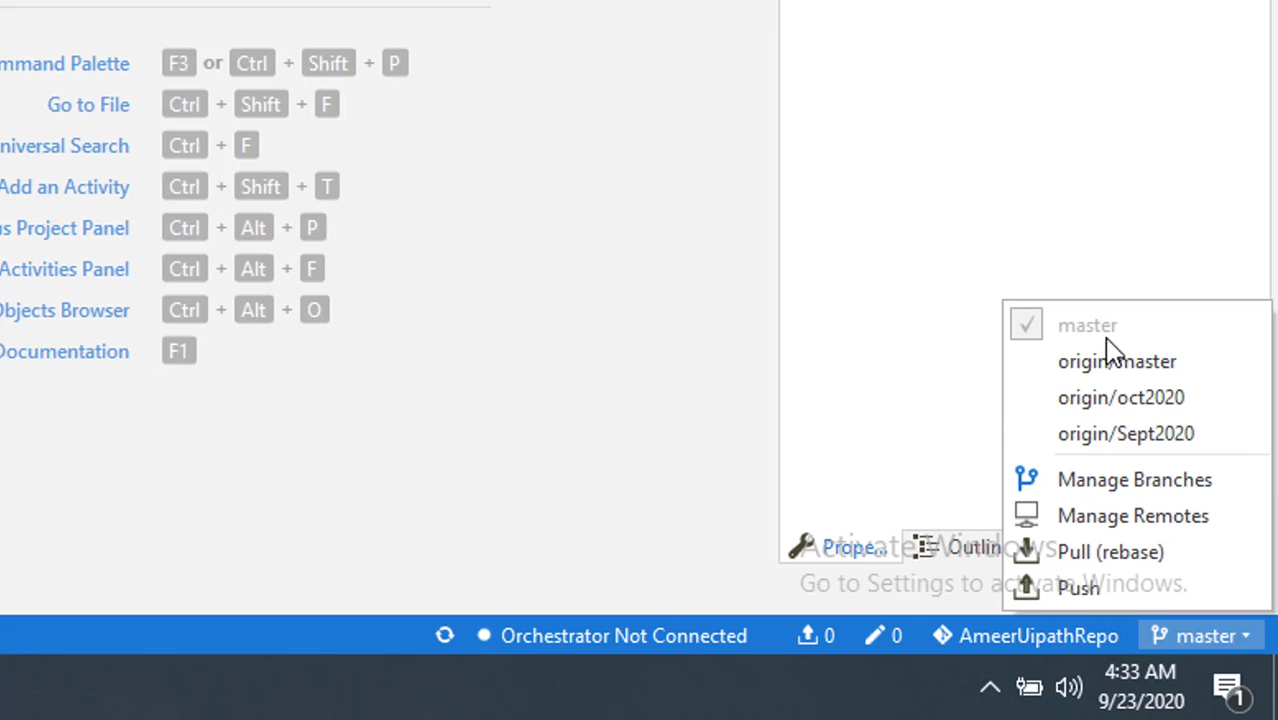 mmand Palette F3 or Ctrl + Shift + P
Go to File Ctrl + Shift + F
niversal Search Ctrl + F
Add an Activity Ctrl + Shift + T
us Project Panel Ctrl + Alt + P
Activities Panel Ctrl + Alt + F
Objects Browser Ctrl + Alt + O
Documentation F1
master
origin/master
origin/oct2020
origin/Sept2020
Manage Branches
Manage Remotes
Pull (rebase)
Push
Prope... Outlin
Activate Windows
Go to Settings to activate Windows.
Orchestrator Not Connected 0 0 AmeerUipathRepo master
4:33 AM
9/23/2020
1